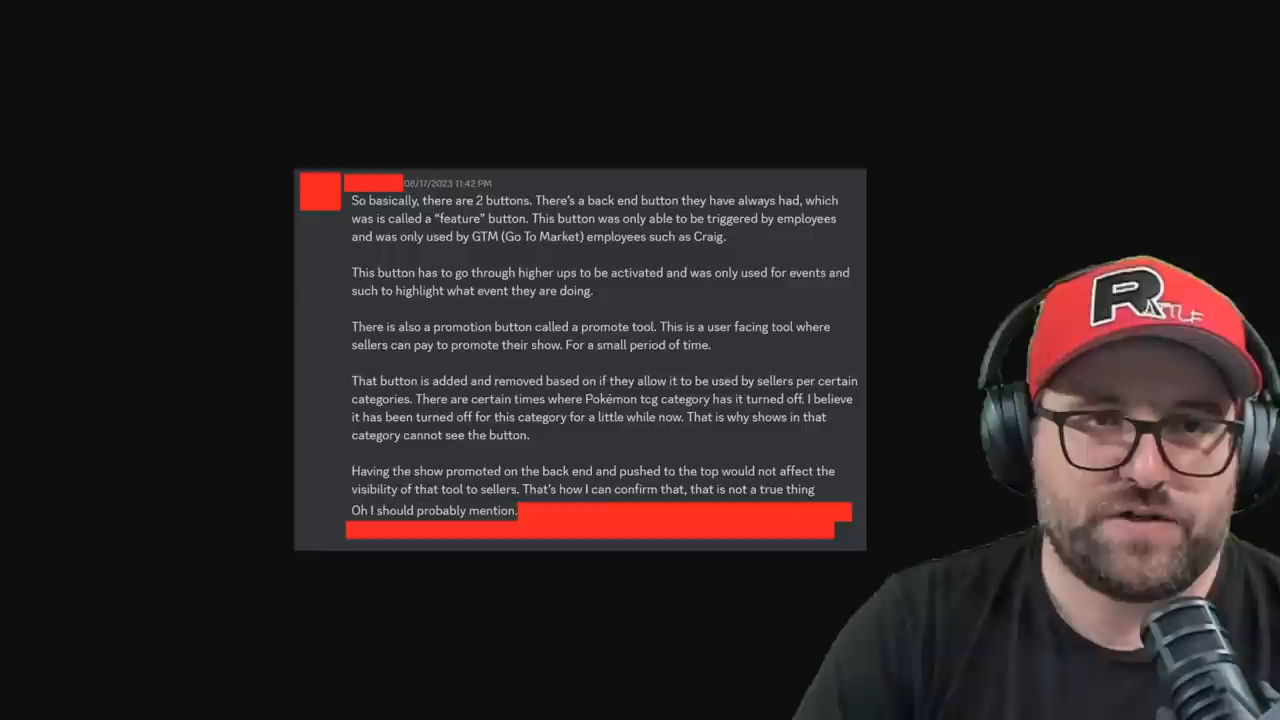 08/17/2023 11:42 PM
So basically, there are 2 buttons. There's a back end button they have always had, which
was is called a “feature” button. This button was only able to be triggered by employees
and was only used by GTM (Go To Market) employees such as Craig.
This button has to go through higher ups to be activated and was only used for events and
such to highlight what event they are doing.
There is also a promotion button called a promote tool. This is a user facing tool where
sellers can pay to promote their show. For a small period of time.
That button is added and removed based on if they allow it to be used by sellers per certain
categories. There are certain times where Pokémon tcg category has it turned off. I believe
it has been turned off for this category for a little while now. That is why shows in that
category cannot see the button.
Having the show promoted on the back end and pushed to the top would not affect the
visibility of that tool to sellers. That's how I can confirm that, that is not a true thing
Oh I should probably mention.
R